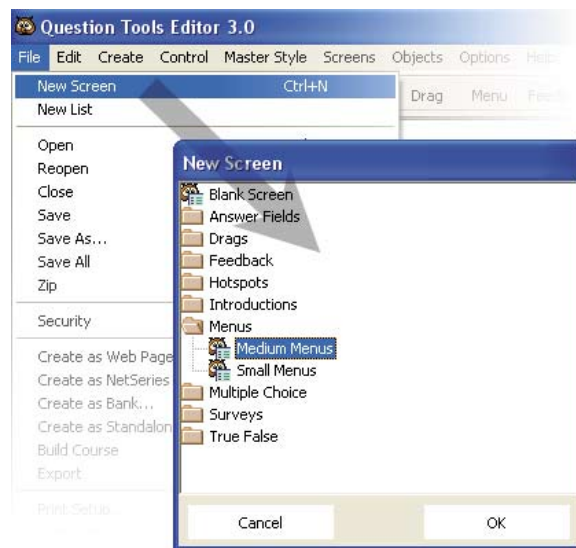 Question Tools Editor 3.0
File Edit Create Control Master Style Screens Objects Options Help
New Screen Ctrl+N
New List
Drag Menu
Open
Reopen
Close
Save
Save As...
Save All
Zip
Security
Create as Web Page
Create as NetSeries
Create as Bank...
Create as Standalon
Build Course
Export
Print Setup...
New Screen
Blank Screen
Answer Fields
Drags
Feedback
Hotspots
Introductions
Menus
Medium Menus
Small Menus
Multiple Choice
Surveys
True False
Cancel OK